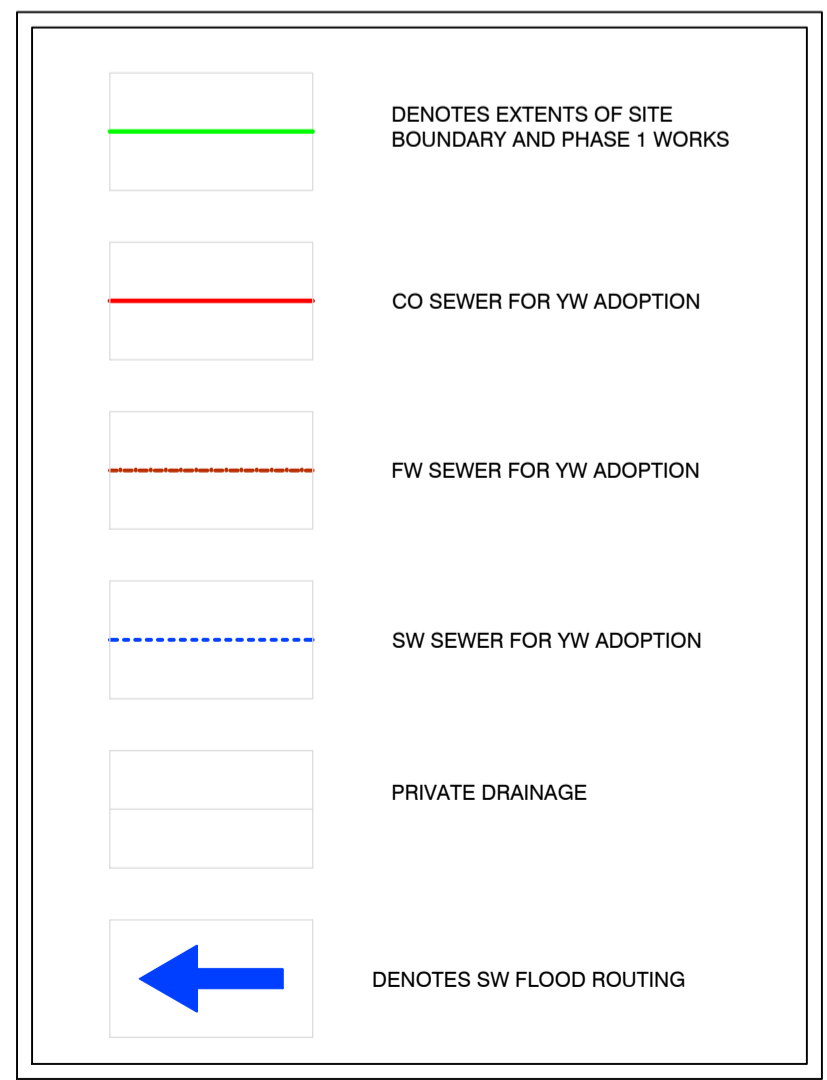 DENOTES EXTENTS OF SITE
BOUNDARY AND PHASE 1 WORKS
CO SEWER FOR YW ADOPTION
FW SEWER FOR YW ADOPTION
SW SEWER FOR YW ADOPTION
PRIVATE DRAINAGE
DENOTES SW FLOOD ROUTING